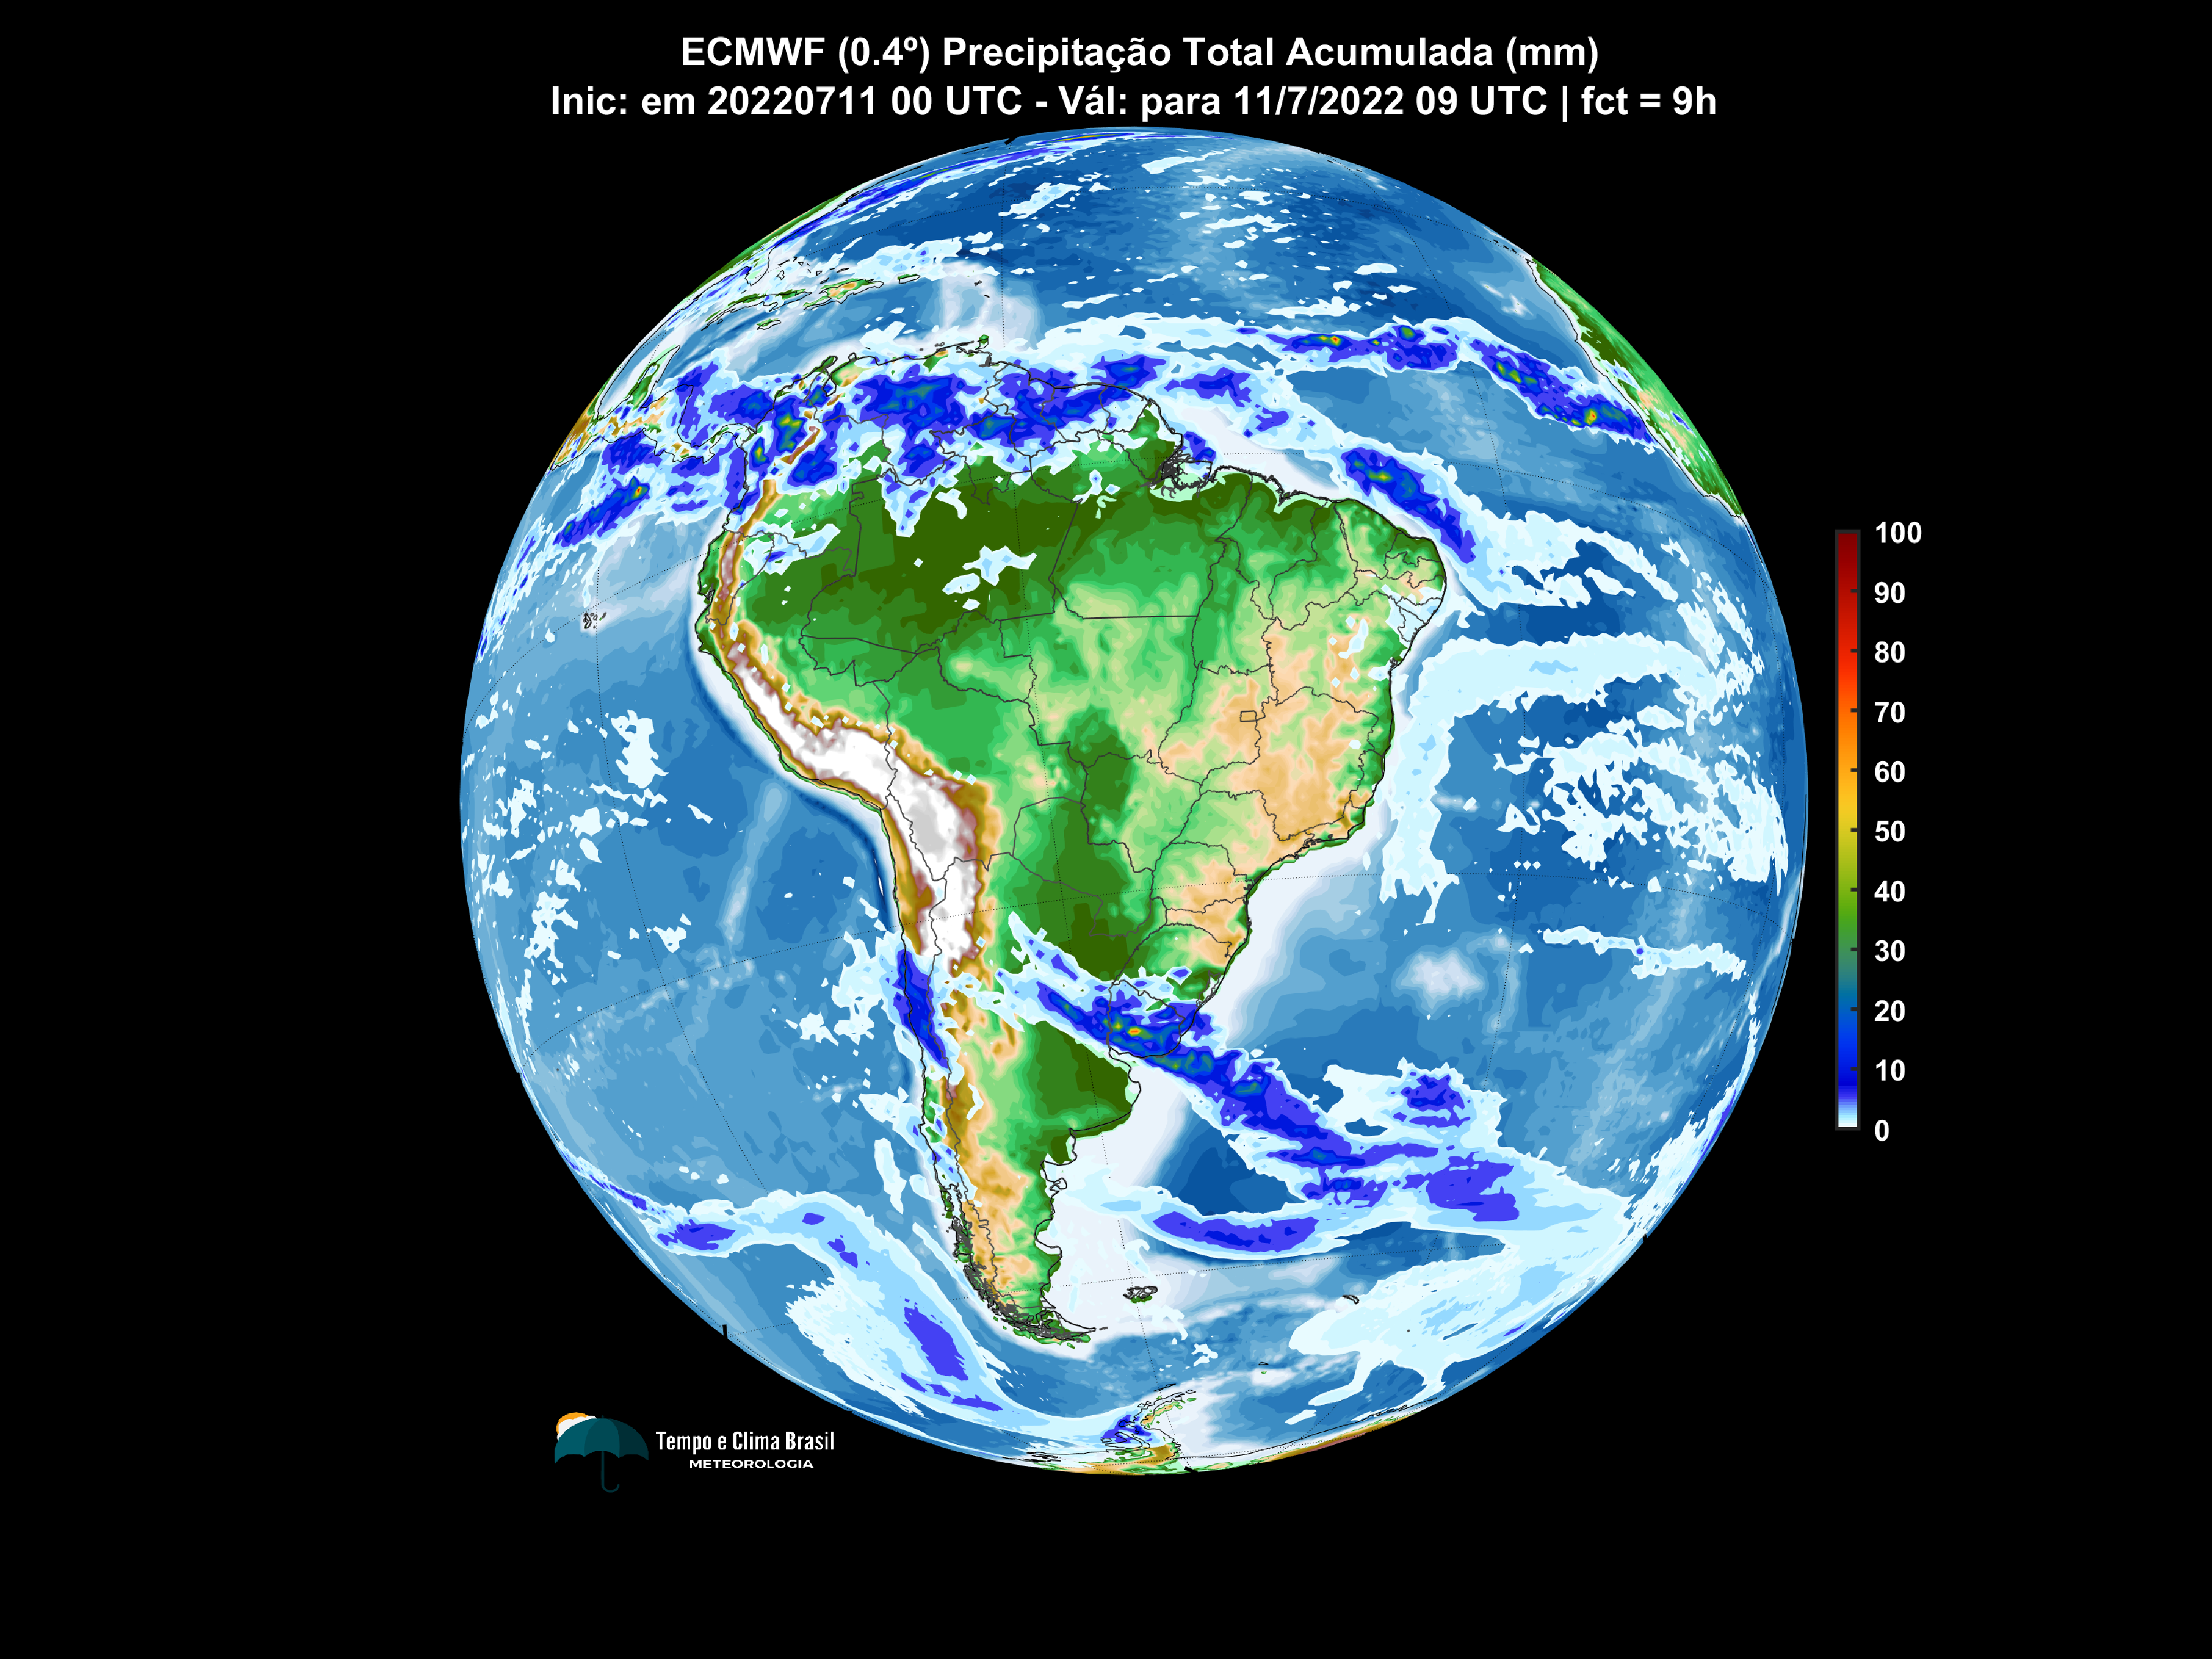 ECMWF (0.4º) Precipitação Total Acumulada (mm)
Inic: em 20220711 00 UTC - Vál: para 11/7/2022 09 UTC | fct = 9h
100
90
80
70
60
50
40
30
20
10
0
Tempo e Clima Brasil
METEOROLOGIA